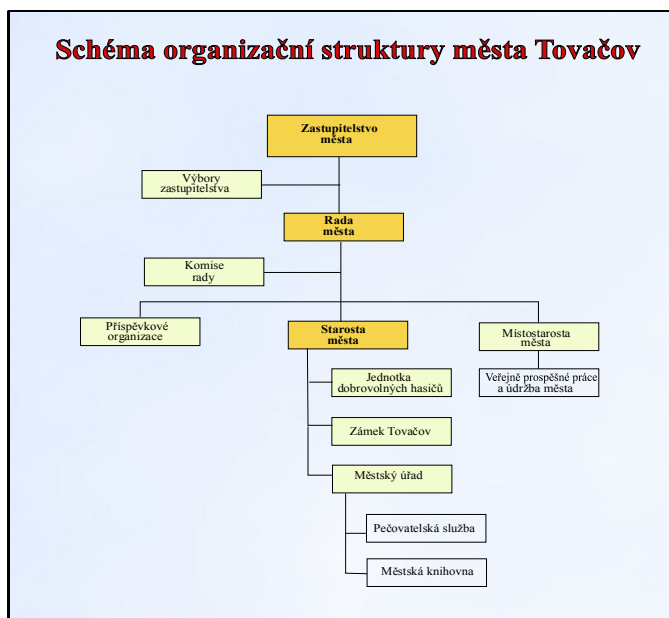 Schéma organizační struktury města Tovačov
Zastupitelstvo
města
Výbory
zastupitelstva
Rada
města
Komise
rady
Příspěvkové
organizace
Starosta
města
Místostarosta
města
Jednotka
dobrovolných hasičů
Veřejně prospěšné práce
a údržba města
Zámek Tovačov
Městský úřad
Pečovatelská služba
Městská knihovna